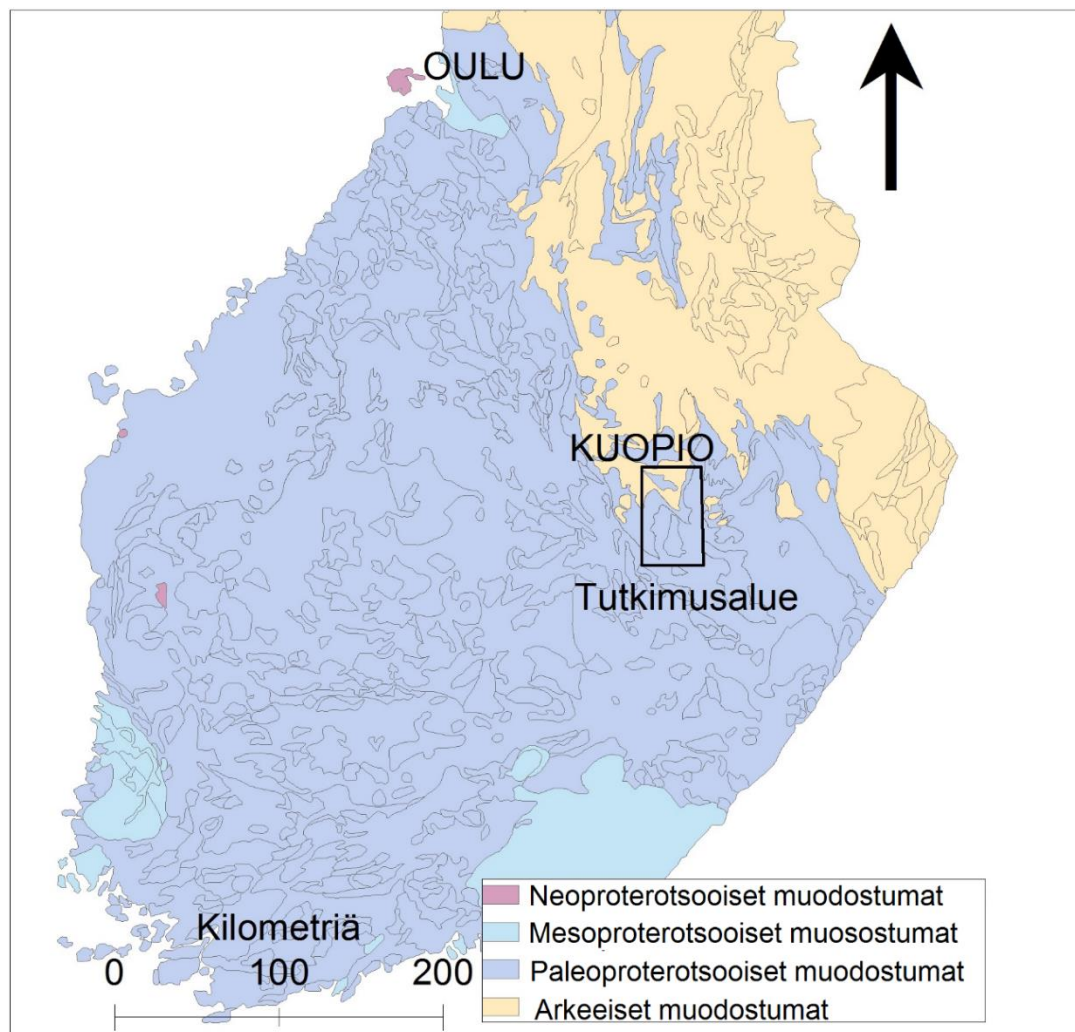 OULU
KUOPIO
Tutkimusalue
Kilometriä
0 100 200
Neoproterotsooiset muodostumat
Mesoproterotsooiset muosostumat
Paleoproterotsooiset muodostumat
Arkeeiset muodostumat